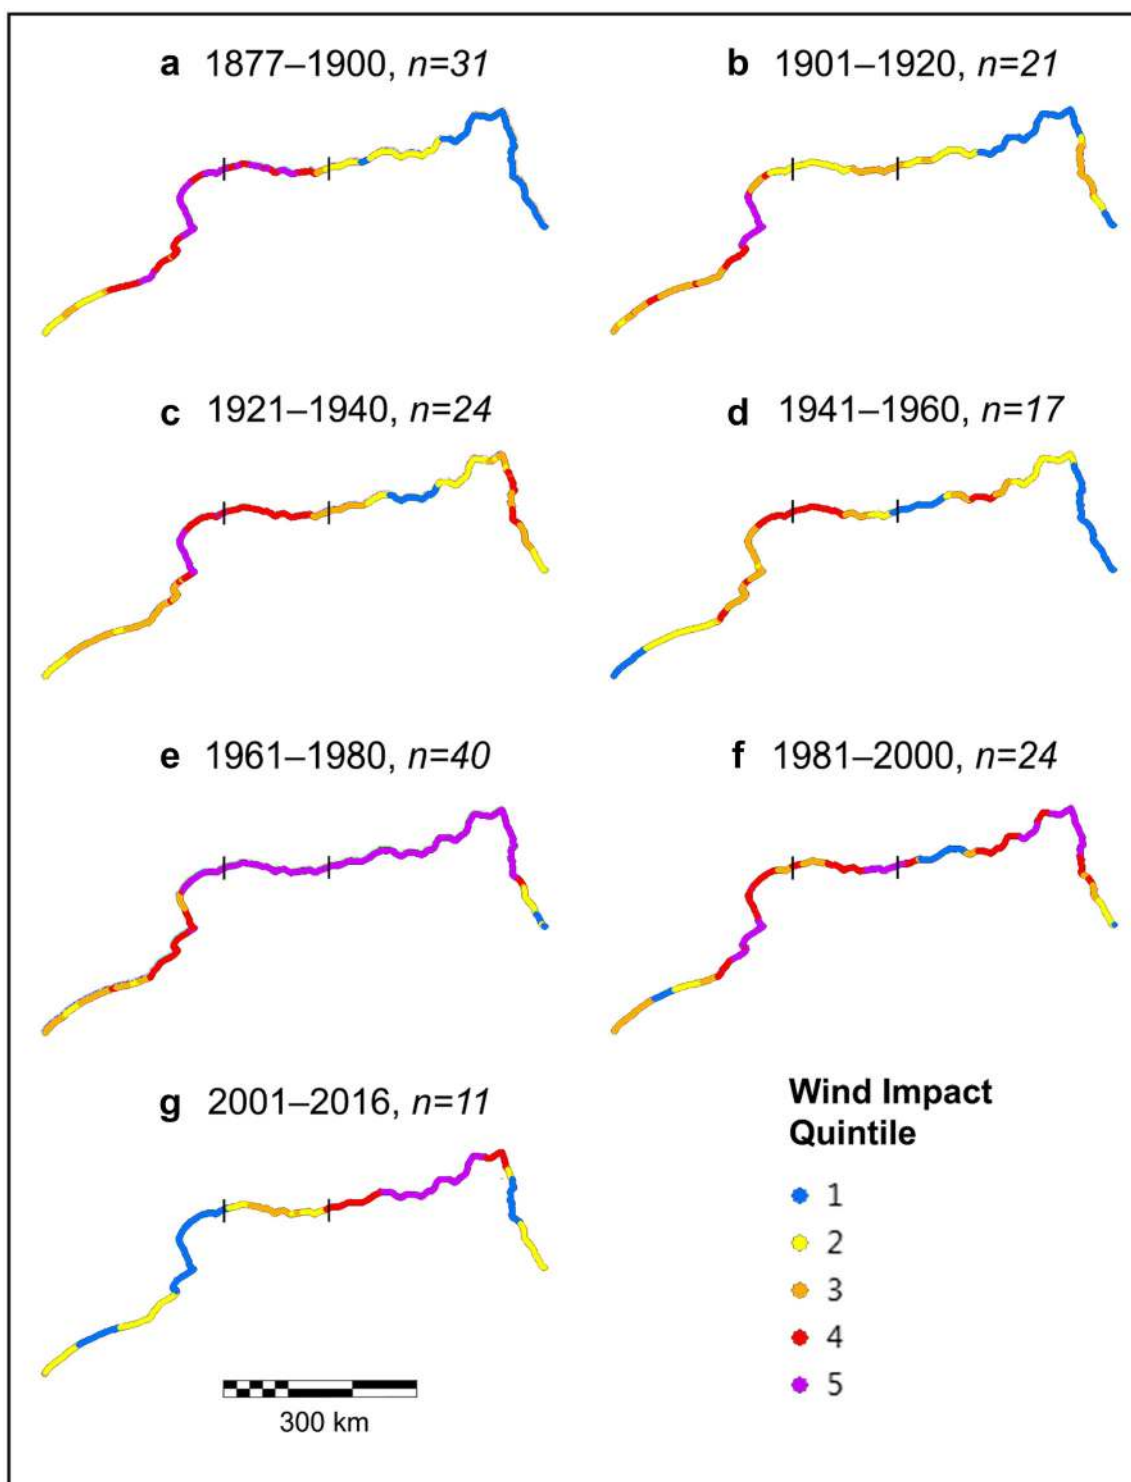 a 1877–1900, n=31
b 1901–1920, n=21
c 1921–1940, n=24
d 1941–1960, n=17
e 1961–1980, n=40
f 1981–2000, n=24
g 2001–2016, n=11
300 km
Wind Impact
Quintile
1
2
3
4
5